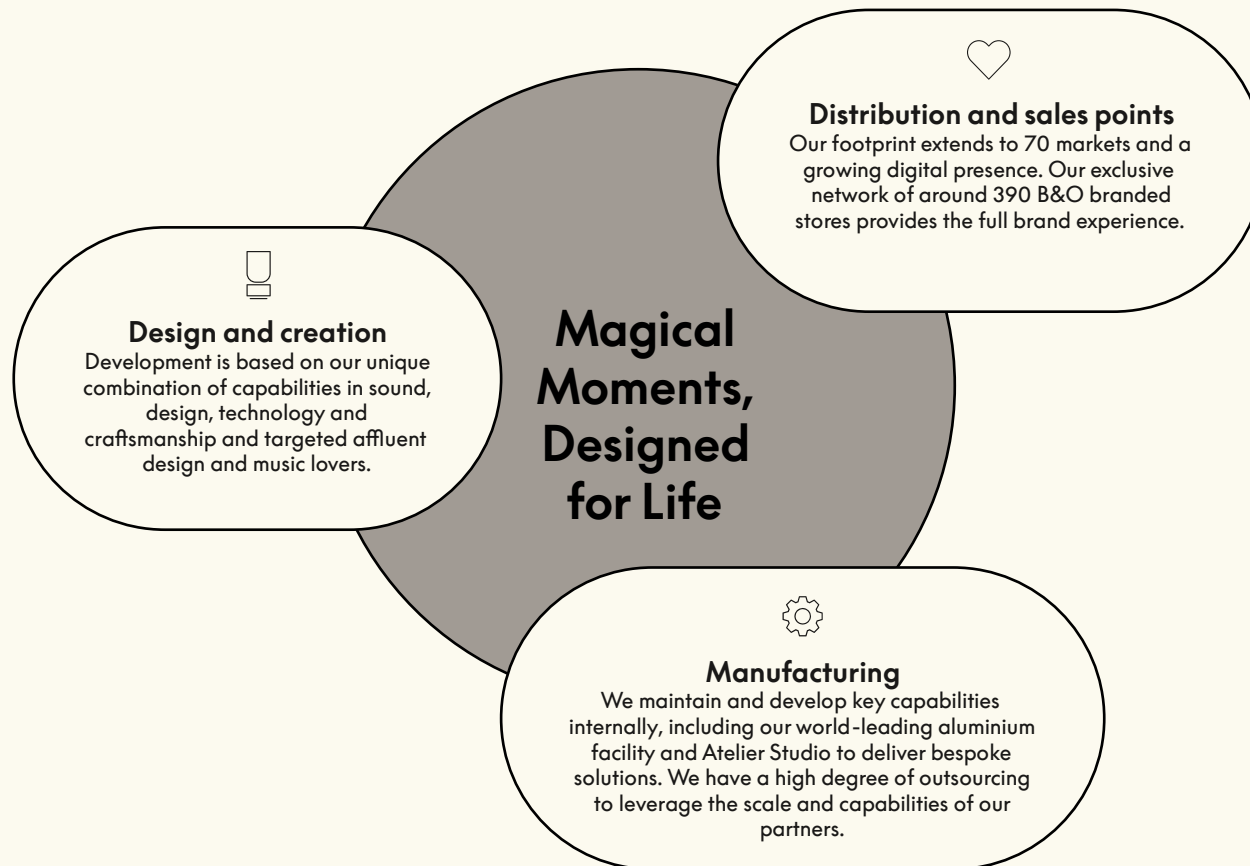 Distribution and sales points
Our footprint extends to 70 markets and a
growing digital presence. Our exclusive
network of around 390 B&O branded
stores provides the full brand experience.
Design and creation
Development is based on our unique
combination of capabilities in sound,
design, technology and
craftsmanship and targeted affluent
design and music lovers.
Magical
Moments,
Designed
for Life
Manufacturing
We maintain and develop key capabilities
internally, including our world-leading aluminium
facility and Atelier Studio to deliver bespoke
solutions. We have a high degree of outsourcing
to leverage the scale and capabilities of our
partners.